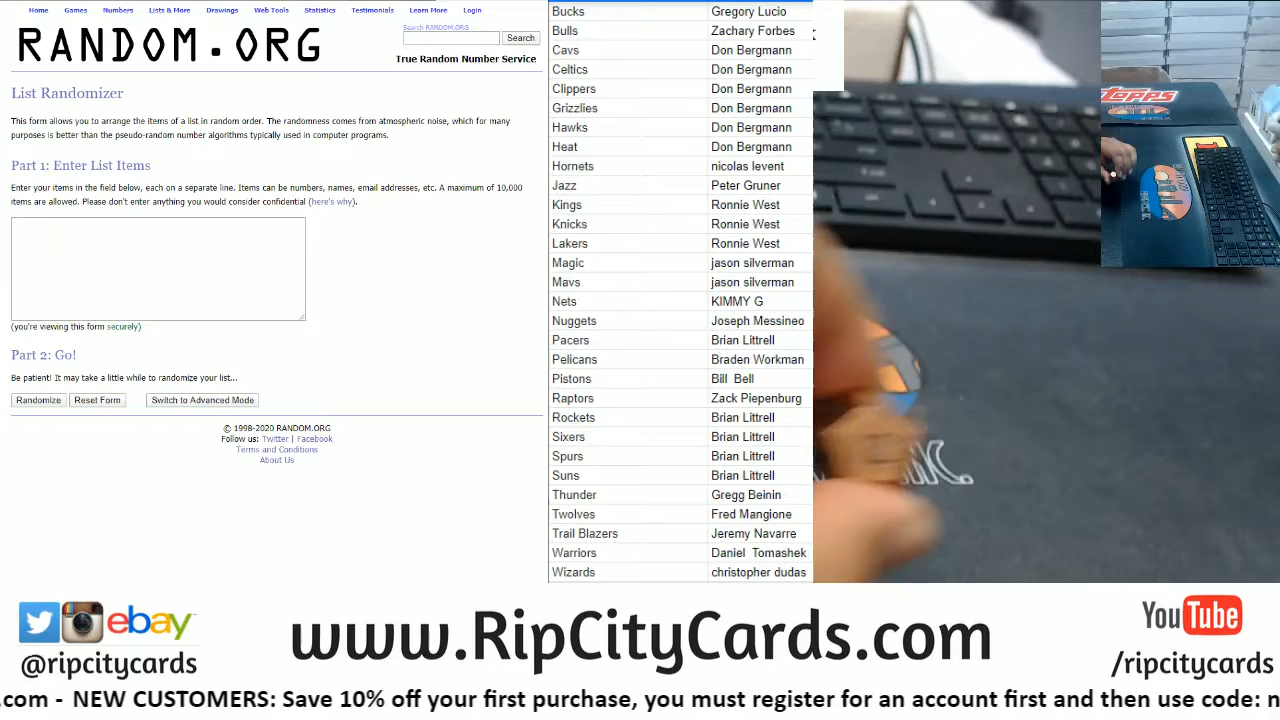 Home Games Numbers Lists & More Drawings Web Tools Statistics Testimonials Learn More Login
RANDOM.ORG
Search RANDOM.ORG
Search
True Random Number Service
List Randomizer
This form allows you to arrange the items of a list in random order. The randomness comes from atmospheric noise, which for many
purposes is better than the pseudo-random number algorithms typically used in computer programs.
Part 1: Enter List Items
Enter your items in the field below, each on a separate line. Items can be numbers, names, email addresses, etc. A maximum of 10,000
items are allowed. Please don't enter anything you would consider confidential (here's why).
(you're viewing this form securely)
Part 2: Go!
Be patient! It may take a little while to randomize your list...
Randomize Reset Form Switch to Advanced Mode
© 1998-2020 RANDOM.ORG
Follow us: Twitter | Facebook
Terms and Conditions
About Us
Bucks Gregory Lucio
Bulls Zachary Forbes
Cavs Don Bergmann
Celtics Don Bergmann
Clippers Don Bergmann
Grizzlies Don Bergmann
Hawks Don Bergmann
Heat Don Bergmann
Hornets nicolas levent
Jazz Peter Gruner
Kings Ronnie West
Knicks Ronnie West
Lakers Ronnie West
Magic jason silverman
Mavs jason silverman
Nets KIMMY G
Nuggets Joseph Messineo
Pacers Brian Littrell
Pelicans Braden Workman
Pistons Bill Bell
Raptors Zack Piepenburg
Rockets Brian Littrell
Sixers Brian Littrell
Spurs Brian Littrell
Suns Brian Littrell
Thunder Gregg Beinin
Twolves Fred Mangione
Trail Blazers Jeremy Navarre
Warriors Daniel Tomashek
Wizards christopher dudas
topps
ebay
@ripcitycards
www.RipCityCards.com
YouTube
/ripcitycards
.com - NEW CUSTOMERS: Save 10% off your first purchase, you must register for an account first and then use code: n